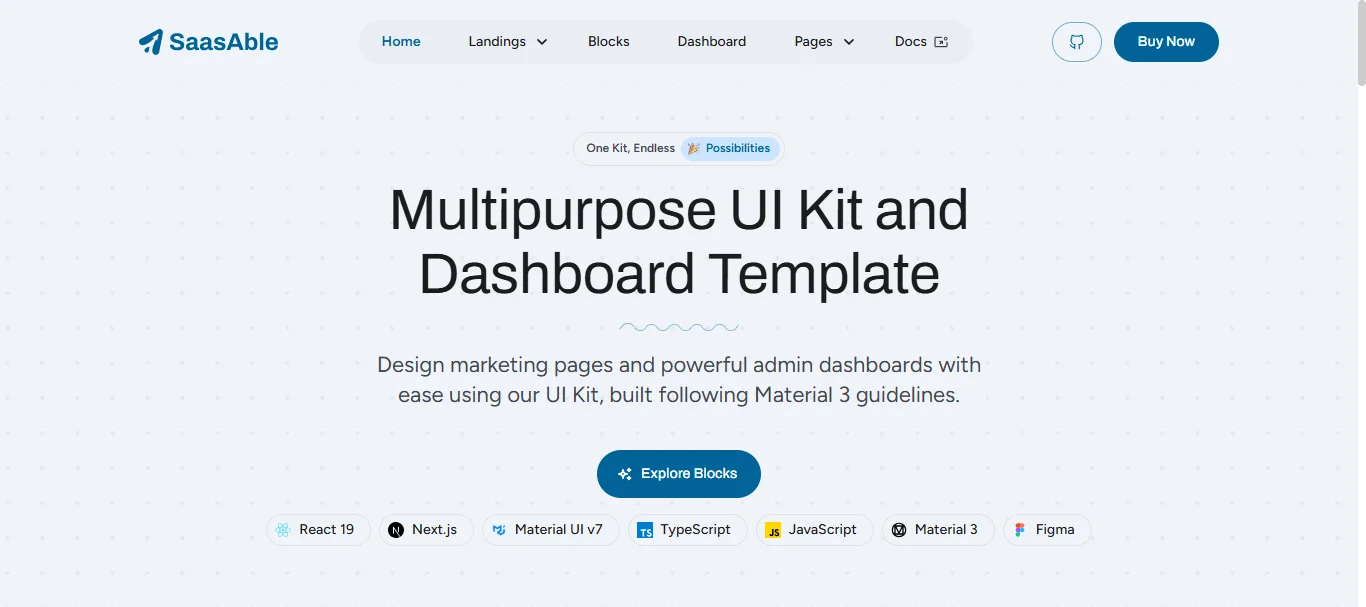 SaasAble
Home Landings Blocks Dashboard Pages Docs
Buy Now
One Kit, Endless 🎉 Possibilities
Multipurpose UI Kit and
Dashboard Template
Design marketing pages and powerful admin dashboards with
ease using our UI Kit, built following Material 3 guidelines.
Explore Blocks
React 19 N Next.js Material UI v7 TS TypeScript JS JavaScript Material 3 Figma